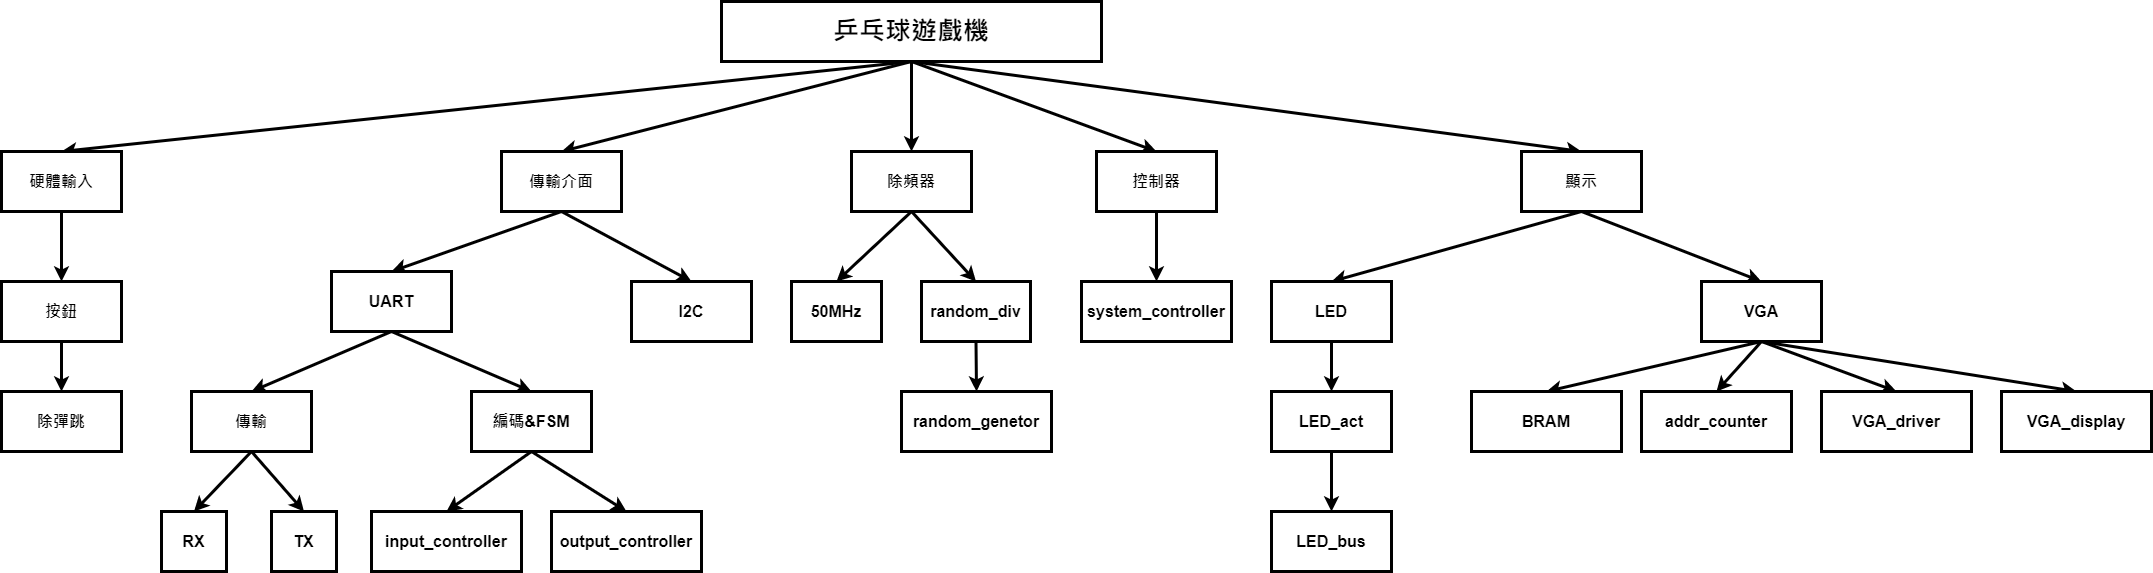 乒乓球遊戲機
硬體輸入
傳輸介面
除頻器
控制器
顯示
按鈕
UART
I2C
50MHz
random_div
system_controller
LED
VGA
除彈跳
傳輸
編碼&FSM
random_genetor
LED_act
BRAM
addr_counter
VGA_driver
VGA_display
RX
TX
input_controller
output_controller
LED_bus